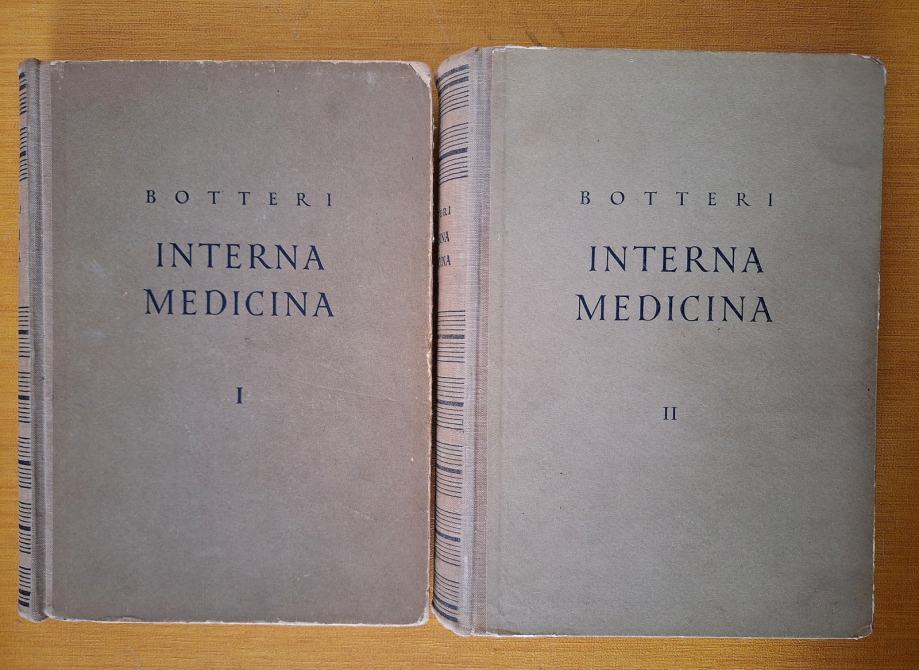 BOTTERI
INTERNA
MEDICINA
I
BOTTERI
INTERNA
MEDICINA
II